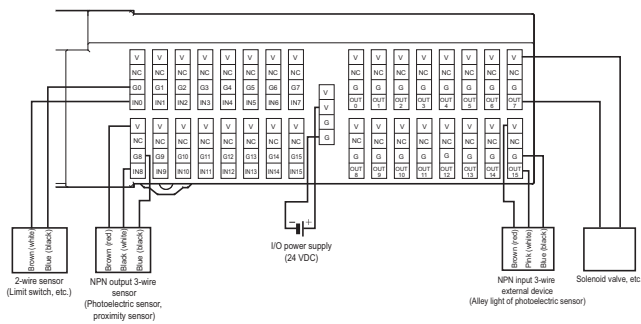 V V V V V V V V V V V V V V V V
NC NC NC NC NC NC NC NC NC NC NC NC NC NC NC NC
G0 G1 G2 G3 G4 G5 G6 G7 G G G G G G G G
IN0 IN1 IN2 IN3 IN4 IN5 IN6 IN7 OUT 0 OUT 1 OUT 2 OUT 3 OUT 4 OUT 5 OUT 6 OUT 7
V
V
G
G
V V V V V V V V V V V V V V V V
NC NC NC NC NC NC NC NC NC NC NC NC NC NC NC NC
G8 G9 G10 G11 G12 G13 G14 G15 G G G G G G G G
IN8 IN9 IN10 IN11 IN12 IN13 IN14 IN15 OUT 8 OUT 9 OUT 10 OUT 11 OUT 12 OUT 13 OUT 14 OUT 15
− +
I/O power supply
(24 VDC)
Brown (white)
Blue (black)
2-wire sensor
(Limit switch, etc.)
Brown (red)
Black (white)
Blue (black)
NPN output 3-wire
sensor
(Photoelectric sensor,
proximity sensor)
Brown (red)
Pink (white)
Blue (black)
NPN input 3-wire
external device
(Alley light of photoelectric sensor)
Solenoid valve, etc.